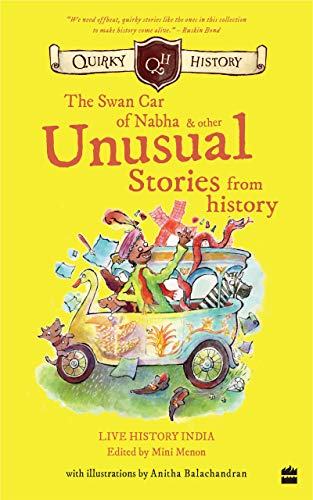 “We need offbeat, quirky stories like the ones in this collection
to make history come alive.” – Ruskin Bond
QUIRKY QH HISTORY
The Swan Car
of Nabha & other
Unusual
Stories from
history
LIVE HISTORY INDIA
Edited by Mini Menon
with illustrations by Anitha Balachandran